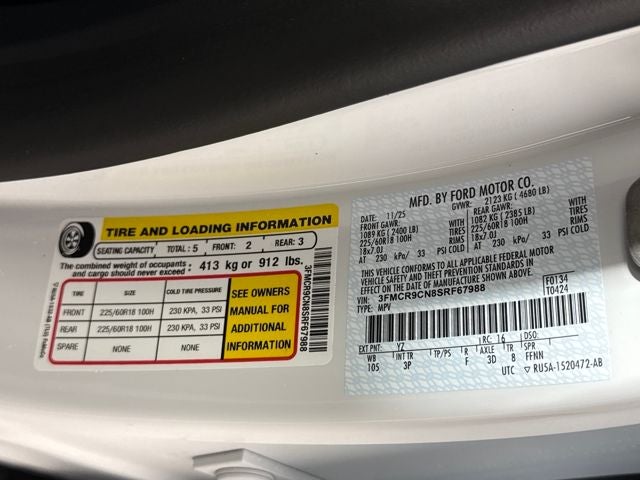 TIRE AND LOADING INFORMATION
SEATING CAPACITY TOTAL: 5 FRONT: 2 REAR: 3
The combined weight of occupants and cargo should never exceed: 413 kg or 912 lbs.
TIRE SIZE COLD TIRE PRESSURE
FRONT 225/60R18 100H 230 KPA, 33 PSI
REAR 225/60R18 100H 230 KPA, 33 PSI
SPARE NONE NONE
SEE OWNERS
MANUAL FOR
ADDITIONAL
INFORMATION
3FMCR9CN8SRF67988
MFD. BY FORD MOTOR CO.
11/25 GVWR: 2123 KG (4680 LB)
FRONT GAWR: REAR GAWR:
1089 KG (2400 LB) WITH 1082 KG (2385 LB) WITH
225/60R18 100H TIRES 225/60R18 100H TIRES
18x7.0J RIMS 18x7.0J RIMS
AT 230 kPa/ 33 PSI COLD AT 230 kPa/ 33 PSI COLD
THIS VEHICLE CONFORMS TO ALL APPLICABLE FEDERAL MOTOR
VEHICLE SAFETY AND THEFT PREVENTION STANDARDS IN
EFFECT ON THE DATE OF MANUFACTURE SHOWN ABOVE.
VIN: 3FMCR9CN8SRF67988 F0134
TYPE: MPV T0424
EXT PNT: YZ RC: 16 DSO:
WB INT TR TP/PS R AXLE TR SPR
105 3P F 3D 8 FFNN
UTC RU5A-1520472-AB